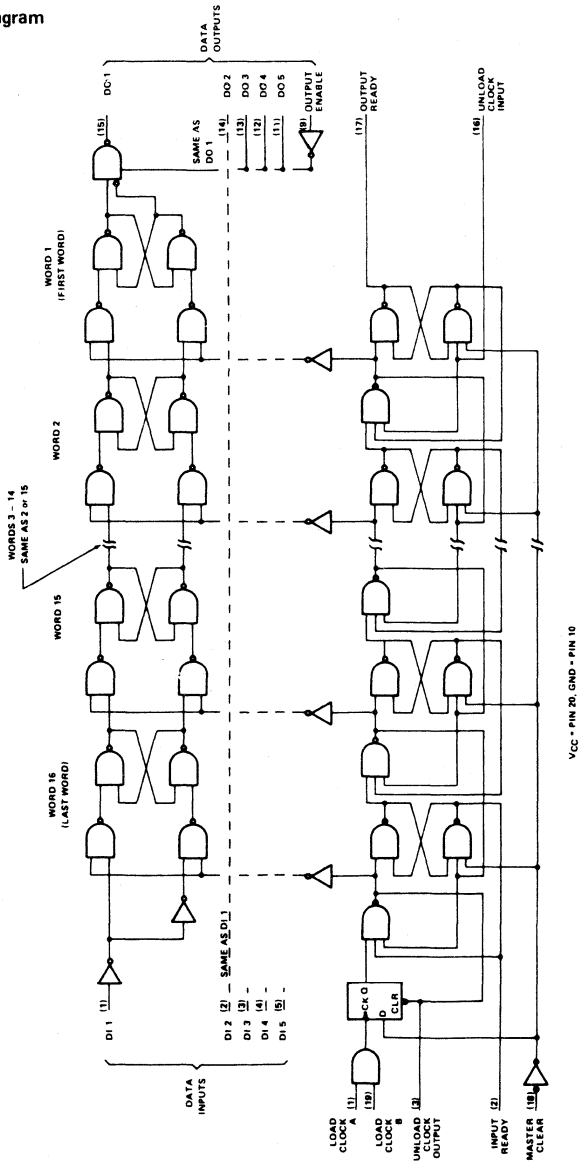 gram
DATA
OUTPUTS
DO 1
(15)
SAME AS
DO 1
(14) DO 2
(13) DO 3
(12) DO 4
(11) DO 5
(9) OUTPUT
ENABLE
WORD 1
(FIRST WORD)
WORD 2
WORDS 3 – 14
SAME AS 2 or 15
WORD 15
WORD 16
(LAST WORD)
DI 1 (1)
DI 2 (2) SAME AS DI 1
DI 3 (3)
DI 4 (4)
DI 5 (5)
DATA
INPUTS
(17) OUTPUT
READY
(16) UNLOAD
CLOCK
INPUT
CK Q
D
CLR
LOAD
CLOCK
A (1)
LOAD
CLOCK
B (19)
UNLOAD
CLOCK
OUTPUT (3)
INPUT
READY (2)
MASTER
CLEAR (18)
VCC = PIN 20, GND = PIN 10